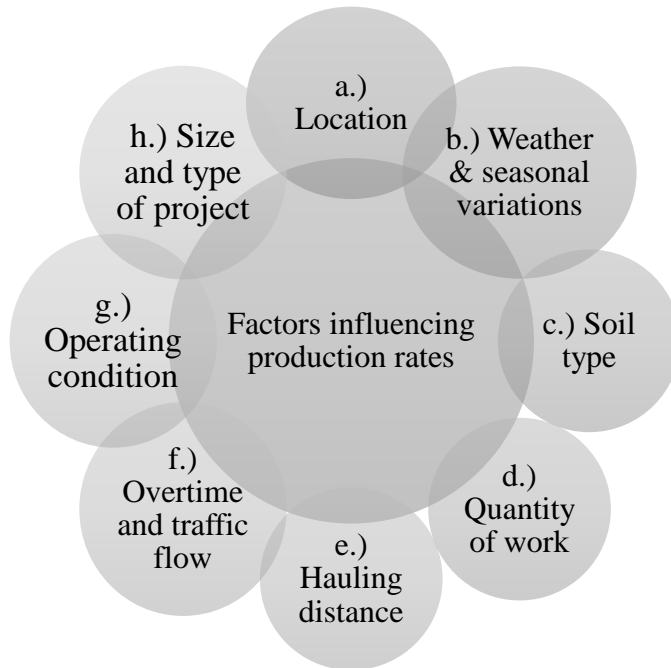 a.)
Location
b.) Weather
& seasonal
variations
c.) Soil
type
d.)
Quantity
of work
e.)
Hauling
distance
f.)
Overtime
and traffic
flow
g.)
Operating
condition
h.) Size
and type
of project
Factors influencing
production rates